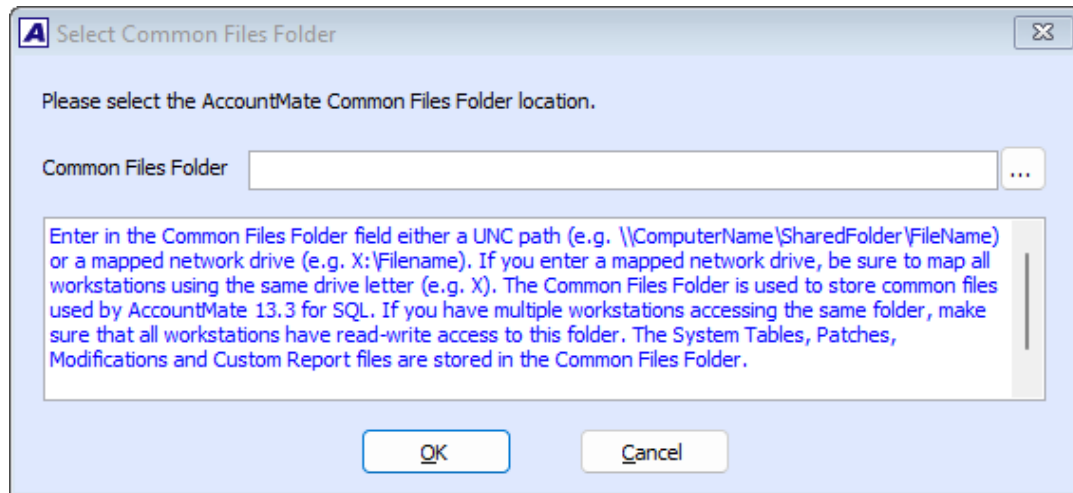 Select Common Files Folder
Please select the AccountMate Common Files Folder location.
Common Files Folder
...
Enter in the Common Files Folder field either a UNC path (e.g. \\ComputerName\SharedFolder\FileName)
or a mapped network drive (e.g. X:\Filename). If you enter a mapped network drive, be sure to map all
workstations using the same drive letter (e.g. X). The Common Files Folder is used to store common files
used by AccountMate 13.3 for SQL. If you have multiple workstations accessing the same folder, make
sure that all workstations have read-write access to this folder. The System Tables, Patches,
Modifications and Custom Report files are stored in the Common Files Folder.
OK
Cancel